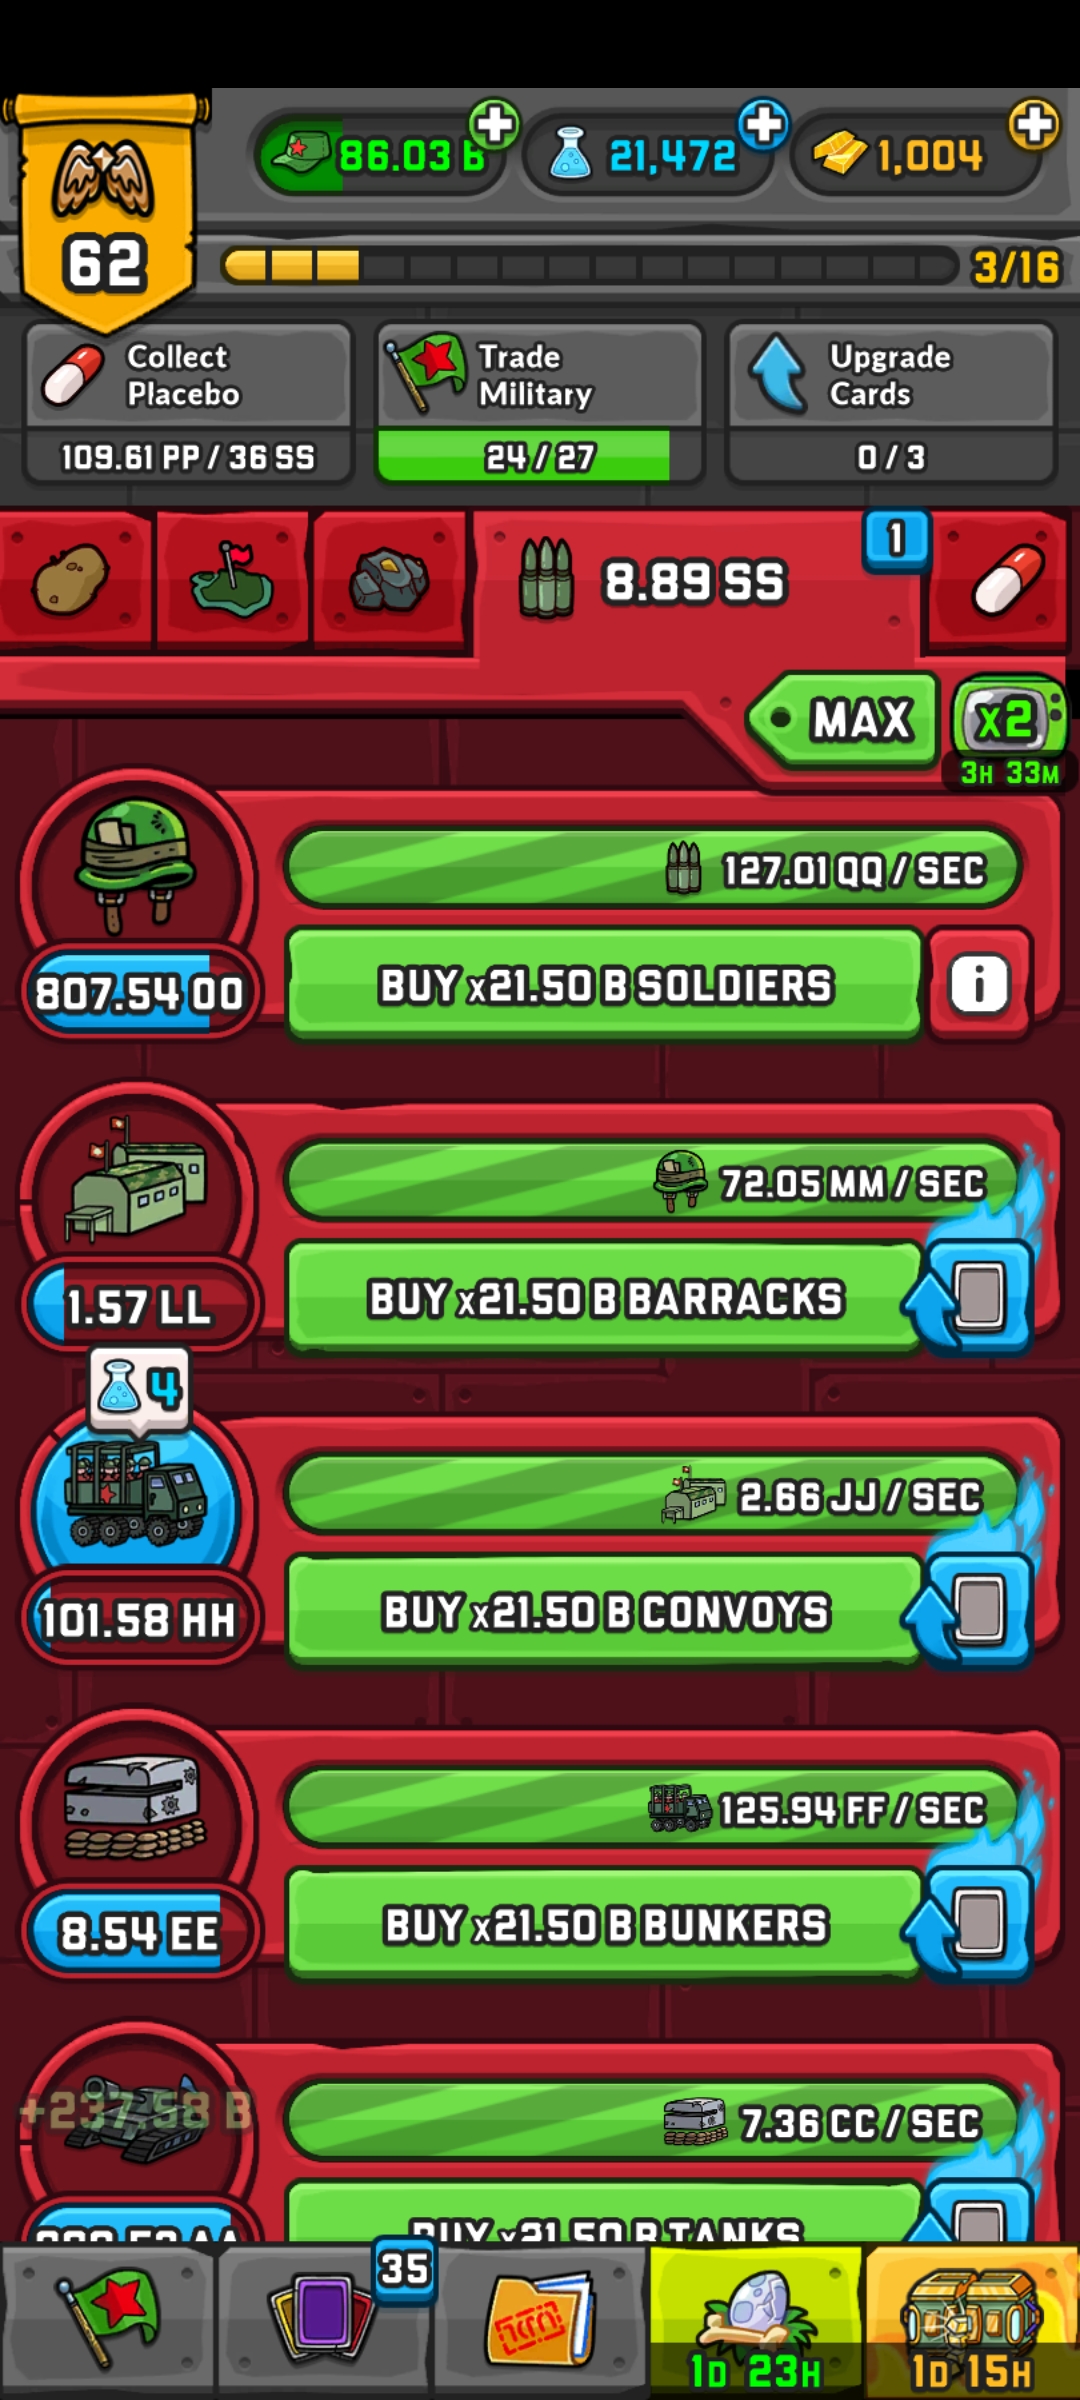 86.03 B
21,472
1,004
62
3/16
Collect
Placebo
109.61 PP / 36 SS
Trade
Military
24 / 27
Upgrade
Cards
0 / 3
8.89 SS
1
MAX
x2
3H 33M
127.01 QQ / SEC
807.54 OO
BUY x21.50 B SOLDIERS
i
72.05 MM / SEC
1.57 LL
BUY x21.50 B BARRACKS
4
2.66 JJ / SEC
101.58 HH
BUY x21.50 B CONVOYS
125.94 FF / SEC
8.54 EE
BUY x21.50 B BUNKERS
+237.58 B
7.36 CC / SEC
BUY x21.50 B TANKS
35
1D 23H
1D 15H